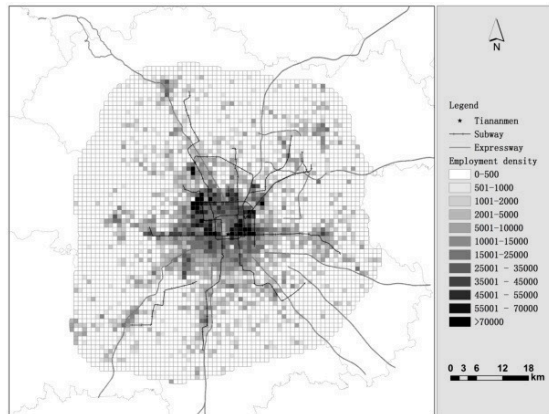 N
Legend
Tiananmen
Subway
Expressway
Employment density
0-500
501-1000
1001-2000
2001-5000
5001-10000
10001-15000
15001-25000
25001 - 35000
35001 - 45000
45001 - 55000
55001 - 70000
>70000
0 3 6 12 18
km